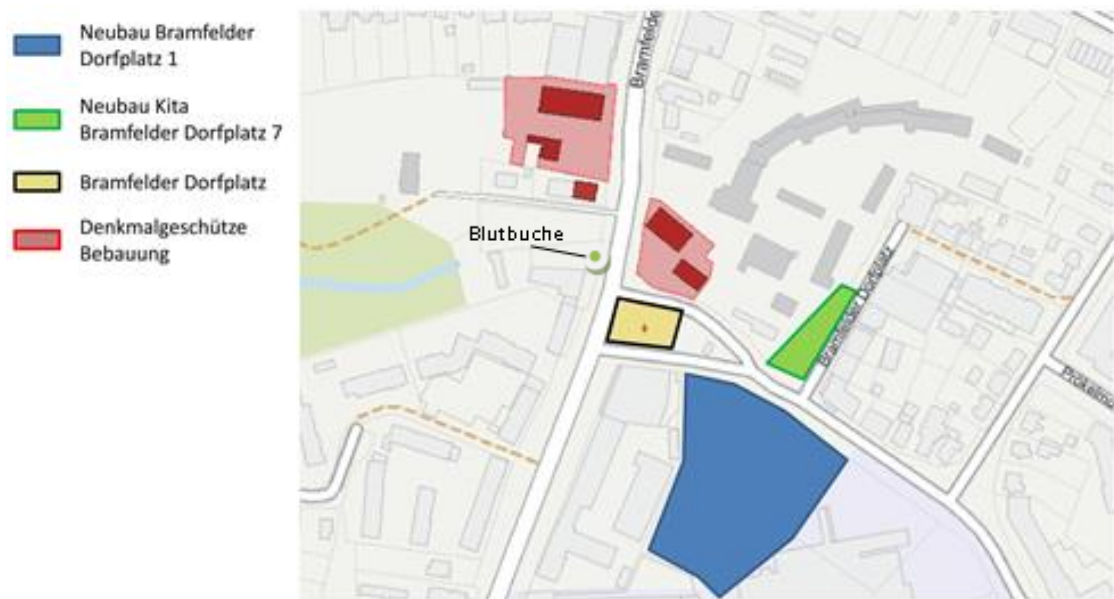 Neubau Bramfelder
Dorfplatz 1
Neubau Kita
Bramfelder Dorfplatz 7
Bramfelder Dorfplatz
Denkmalgeschütze
Bebauung
Bramfelder
Blutbuche
Bramfelder Dorfplatz